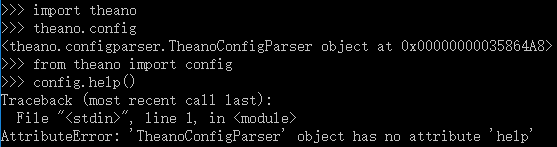 >>> import theano
>>> theano.config
<theano.configparser.TheanoConfigParser object at 0x00000000035864A8>
>>> from theano import config
>>> config.help()
Traceback (most recent call last):
  File "<stdin>", line 1, in <module>
AttributeError: 'TheanoConfigParser' object has no attribute 'help'